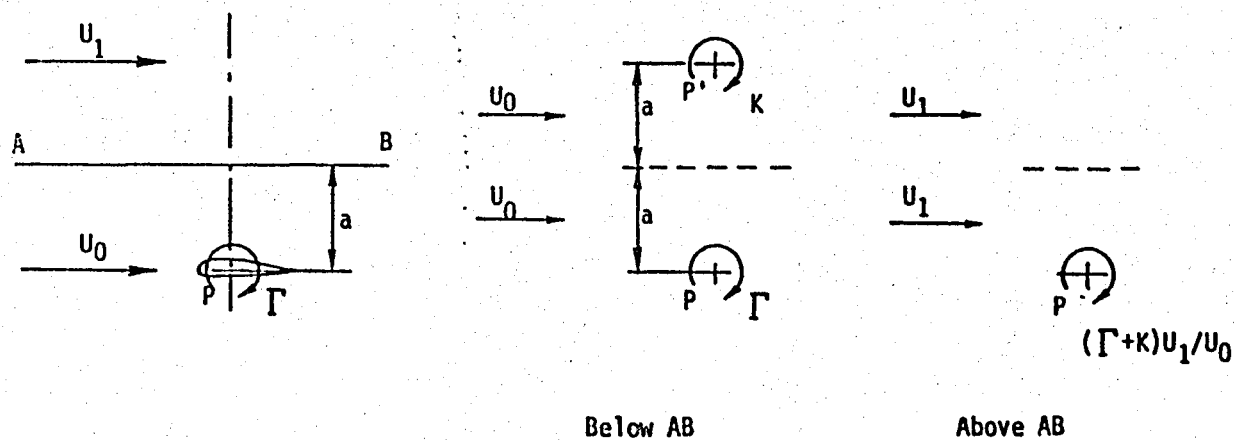 U1
A B
a
U0
P Γ
P' K
U0
a
U0
a
P Γ
Below AB
U1
U1
P
(Γ+K)U1/U0
Above AB